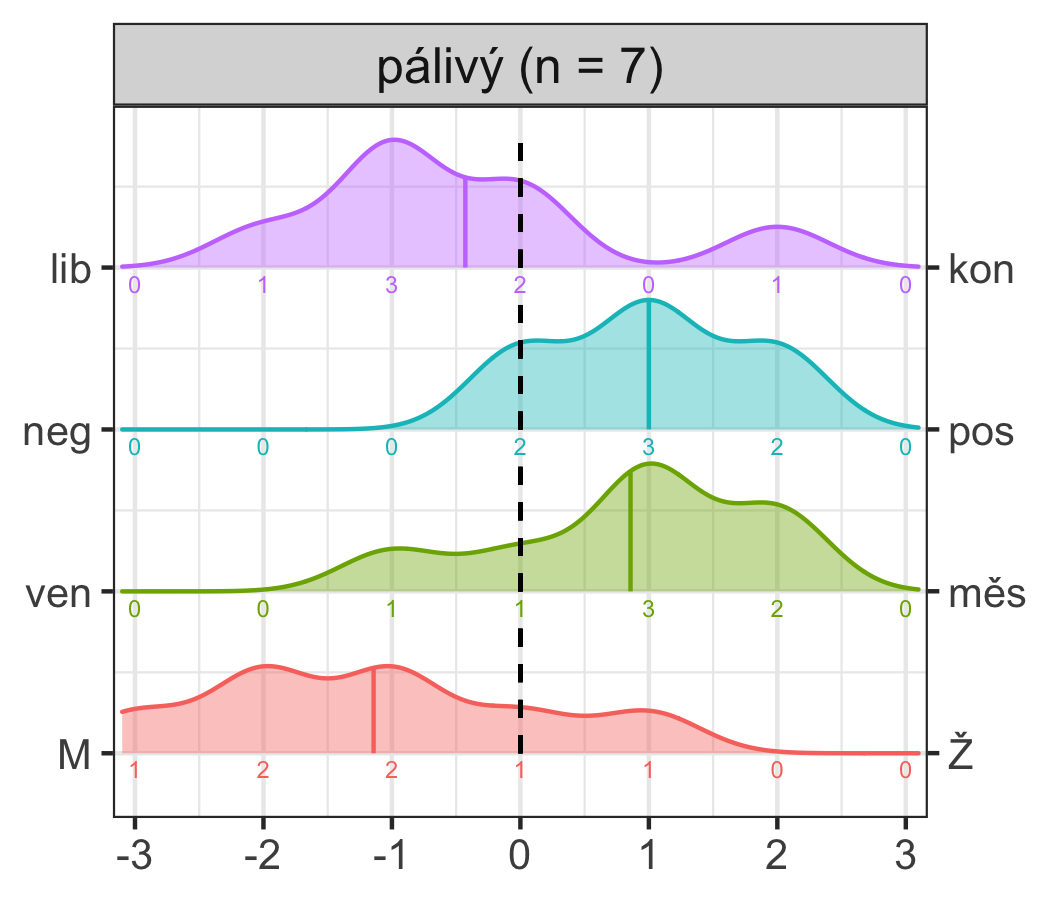 pálivý (n = 7)
lib kon
0 1 3 2 0 1 0
neg pos
0 0 0 2 3 2 0
ven měs
0 0 1 1 3 2 0
M Ž
1 2 2 1 1 0 0
-3 -2 -1 0 1 2 3